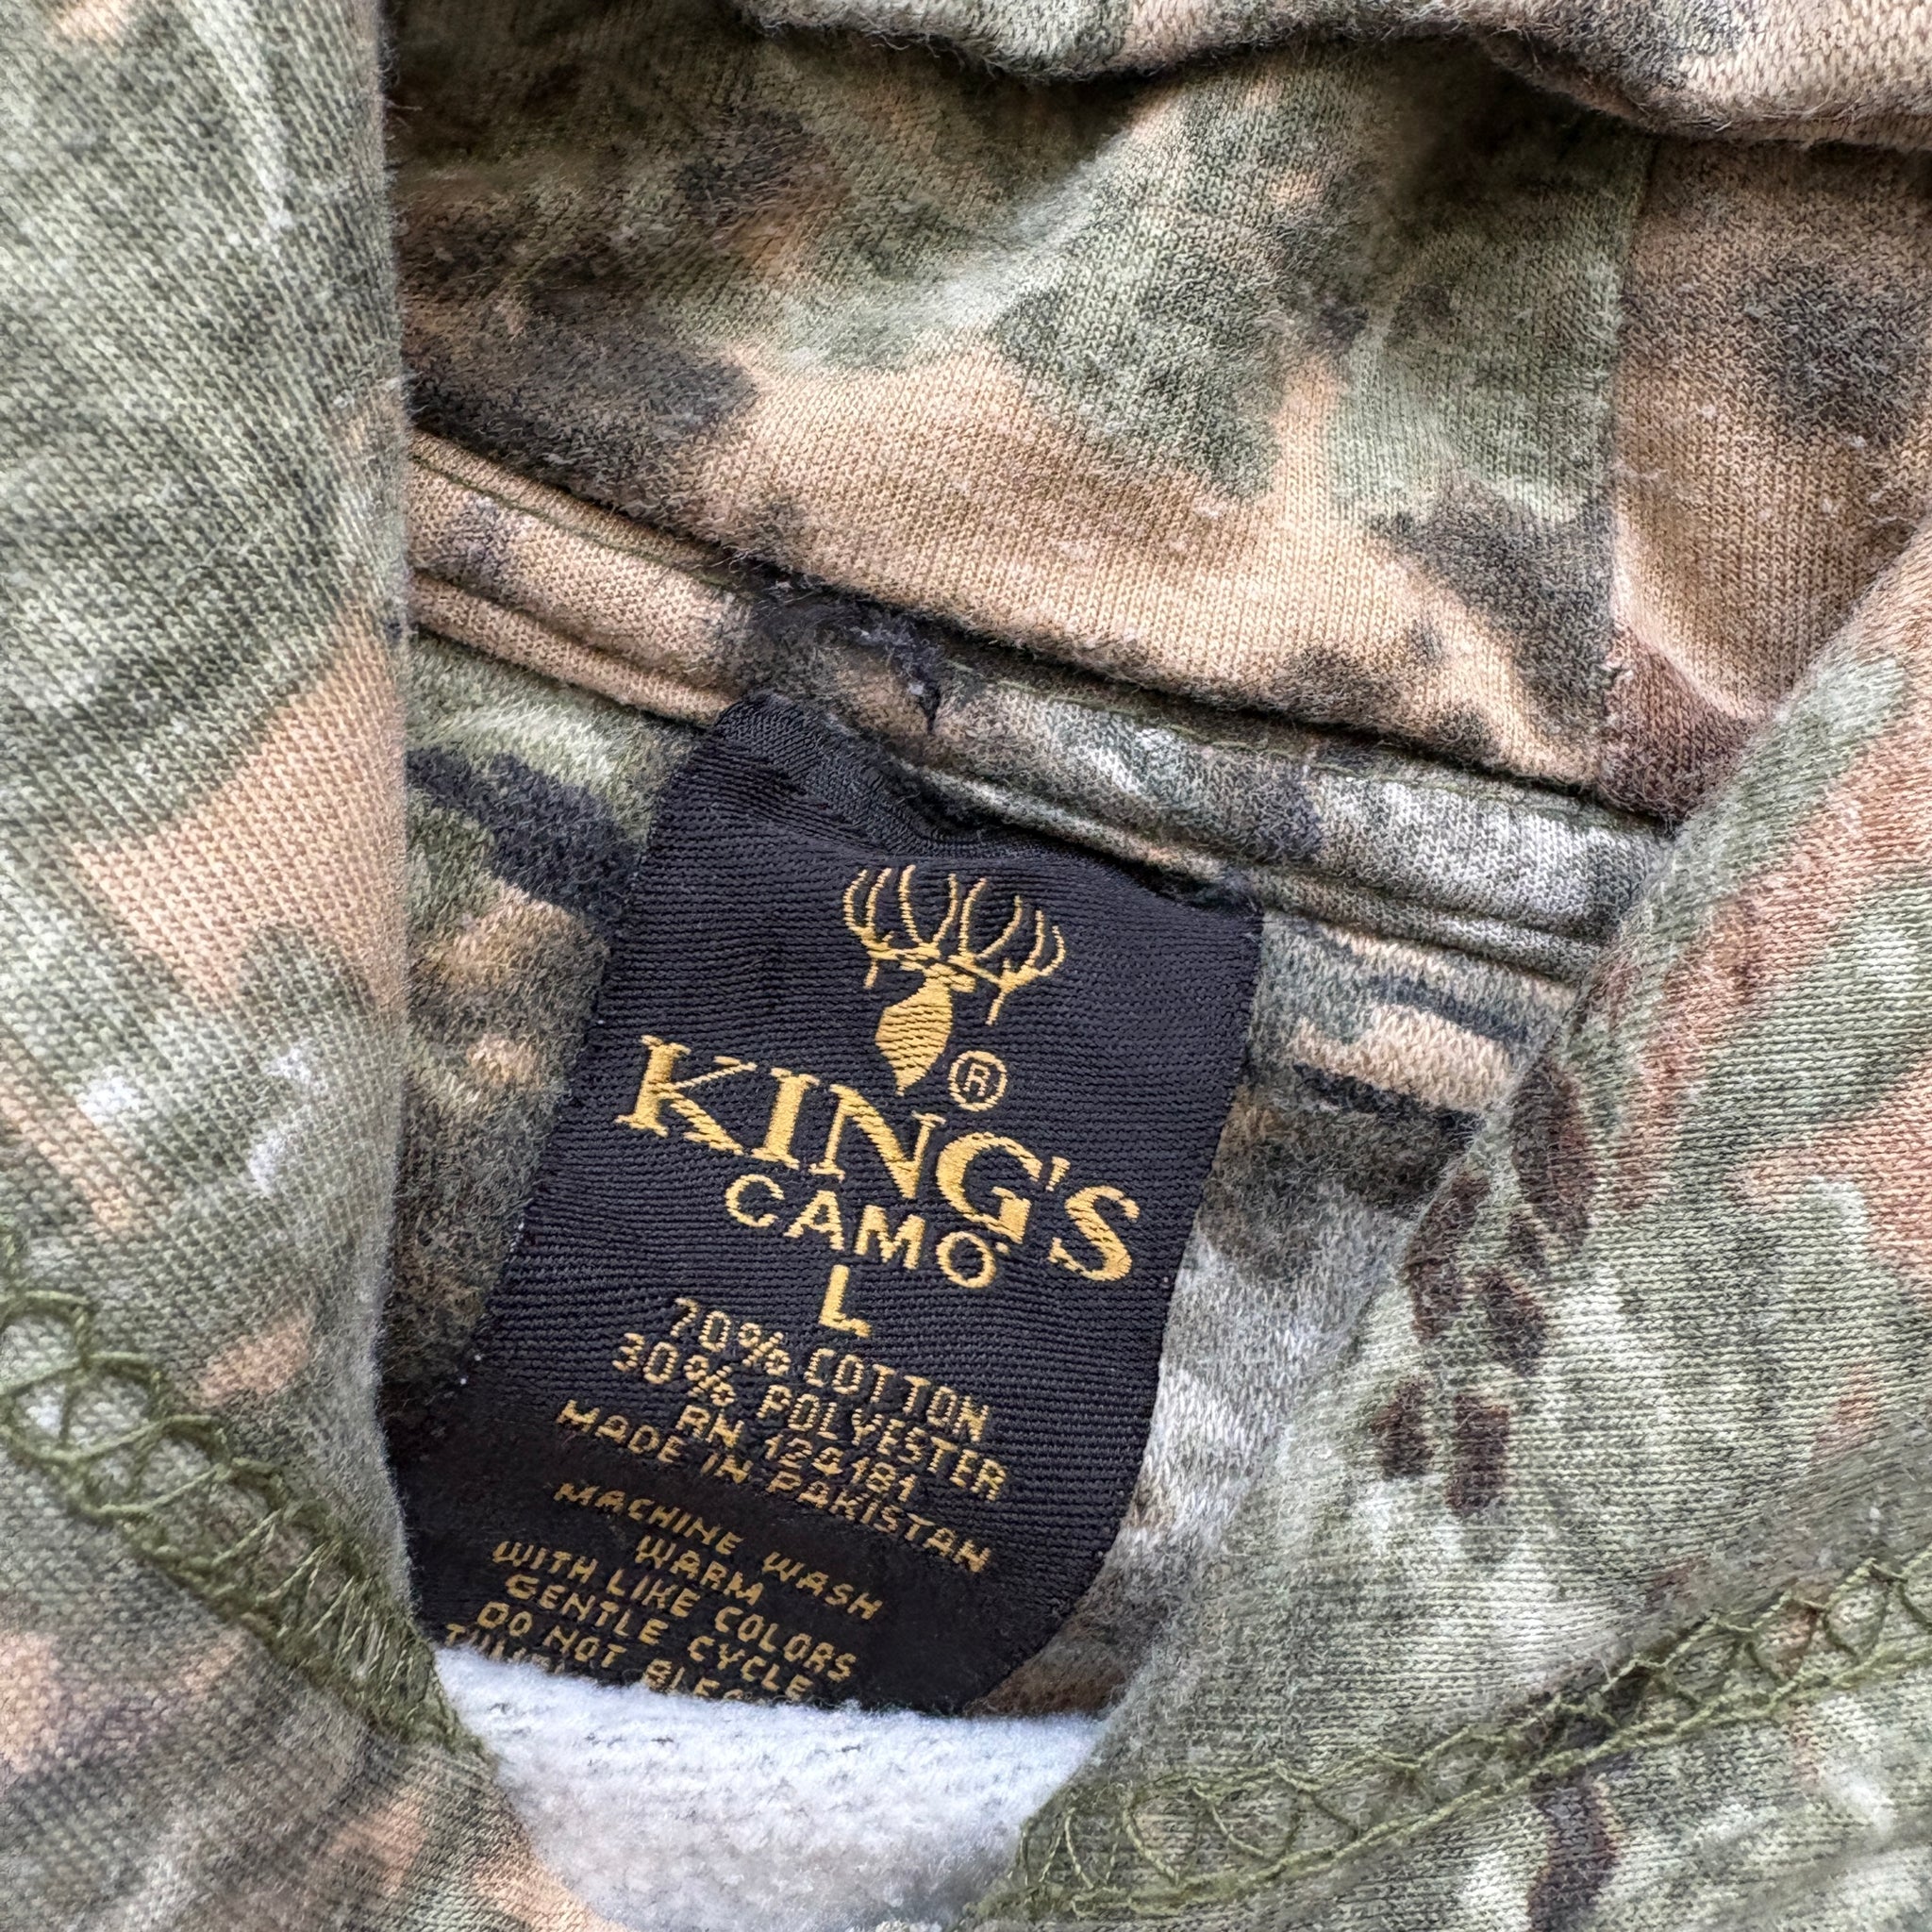 ®
KING'S
CAMO
L
70% COTTON
30% POLYESTER
RN 124181
MADE IN PAKISTAN
MACHINE WASH
WARM
WITH LIKE COLORS
GENTLE CYCLE
DO NOT